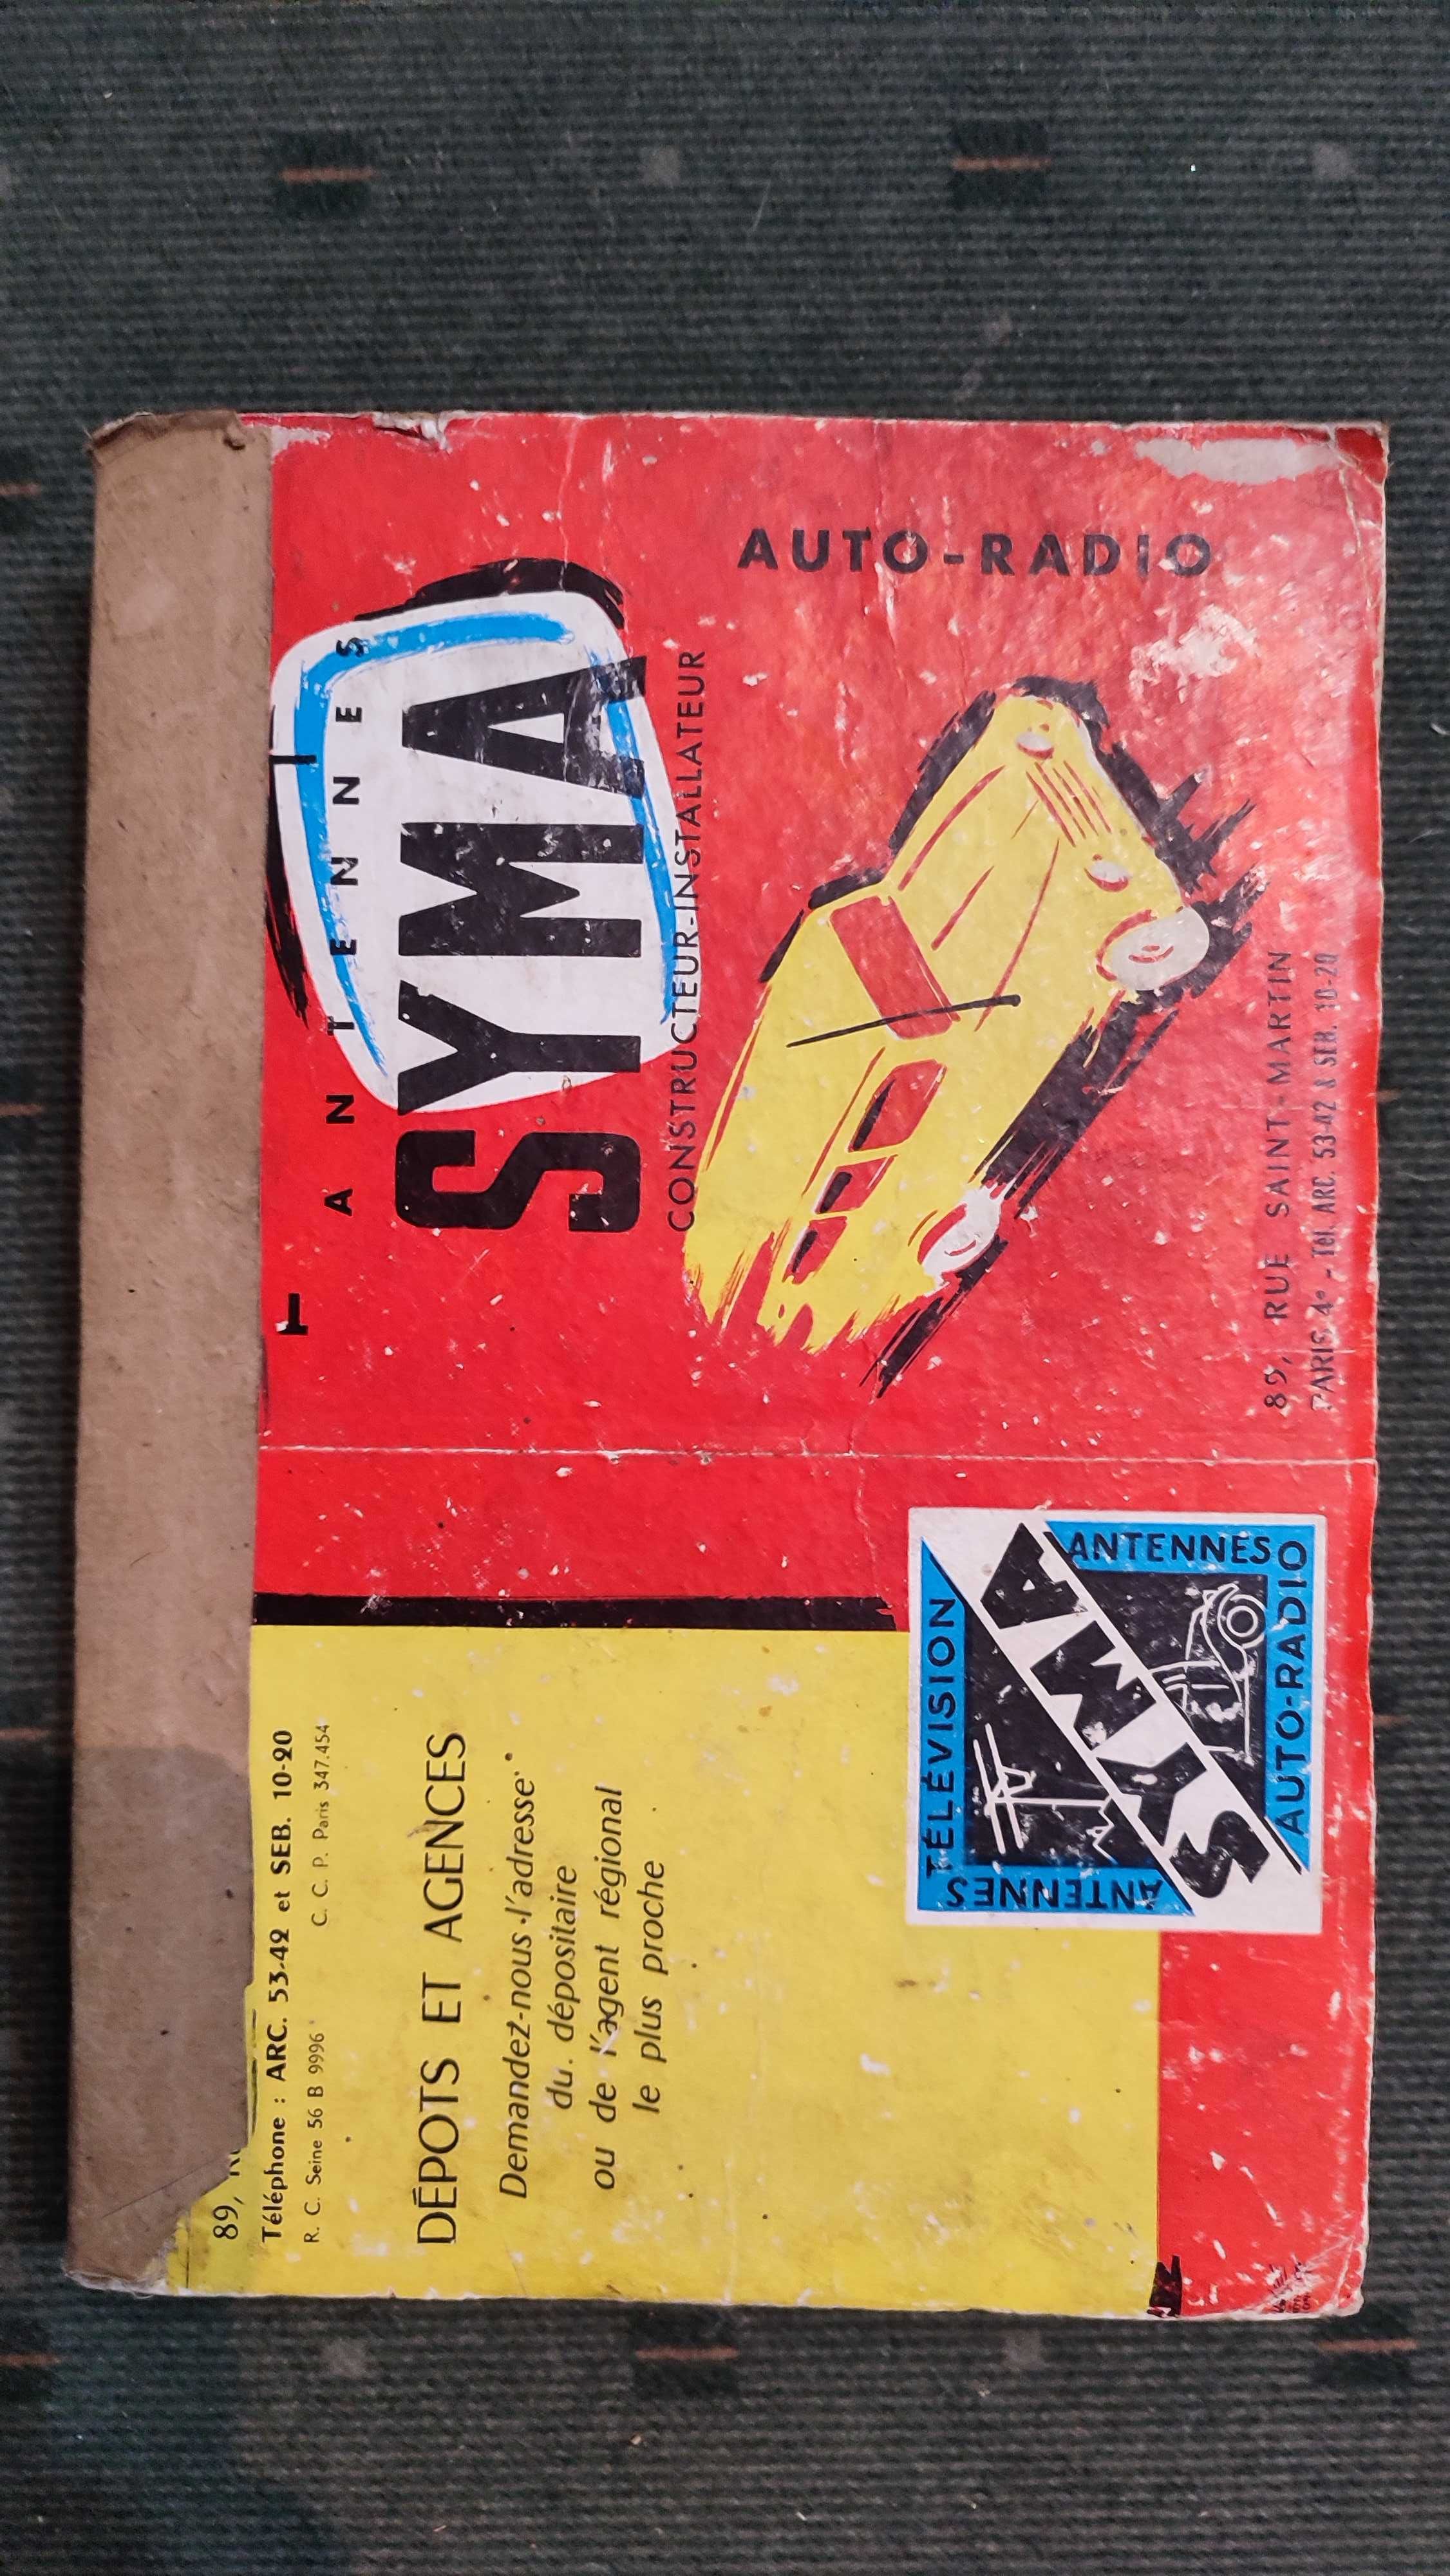 ANTENNES
SYMA
CONSTRUCTEUR-INSTALLATEUR
AUTO-RADIO
89, RUE SAINT-MARTIN
PARIS 4e - Tél. ARC. 53-42 & SEB. 10-20
89,
Téléphone : ARC. 53-42 et SEB. 10-20
R. C. Seine 56 B 9996 C. C. P. Paris 347.454
DÉPOTS ET AGENCES
Demandez-nous l'adresse
du dépositaire
ou de l'agent régional
le plus proche
ANTENNES
TÉLÉVISION
SYMA
ANTENNES
AUTO-RADIO